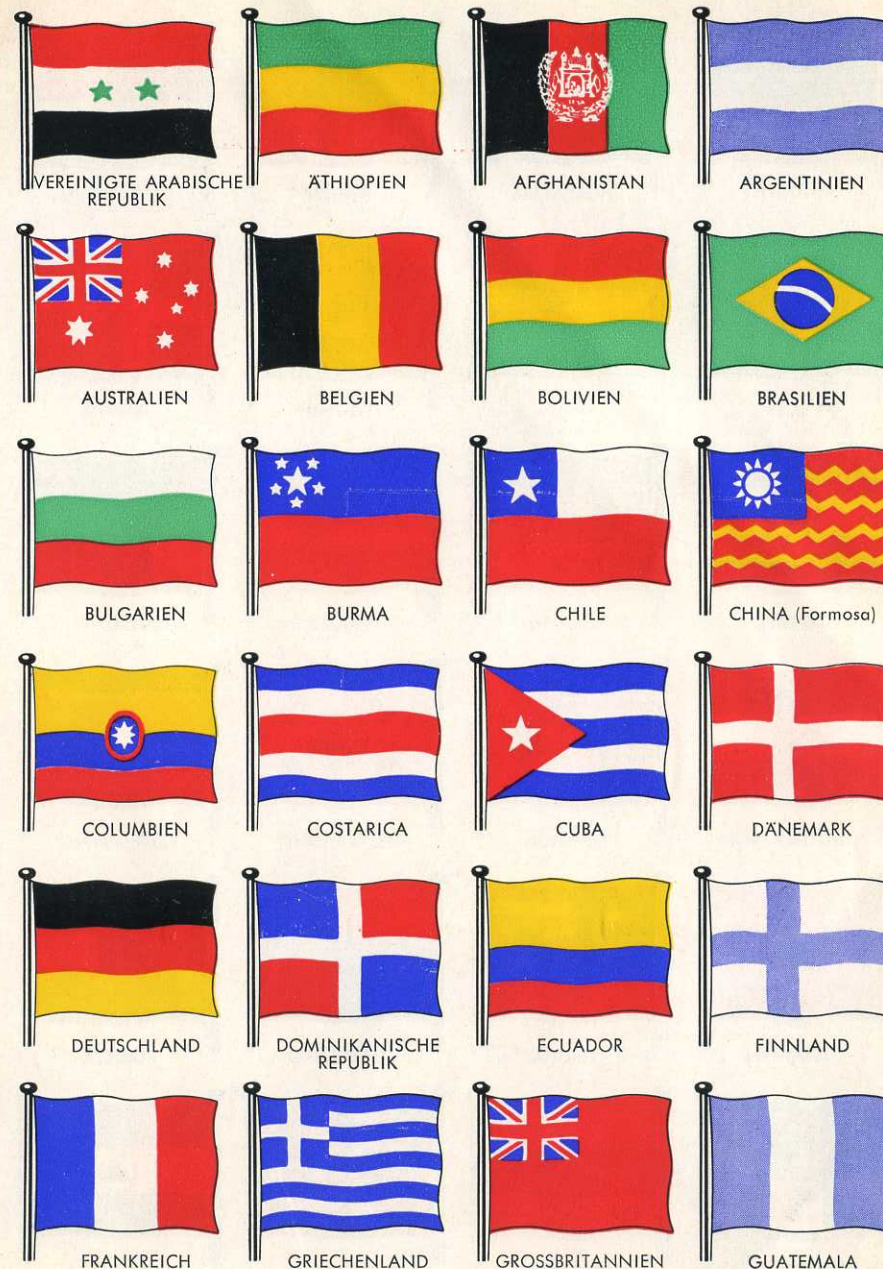 VEREINIGTE ARABISCHE
REPUBLIK
ÄTHIOPIEN
AFGHANISTAN
ARGENTINIEN
AUSTRALIEN
BELGIEN
BOLIVIEN
BRASILIEN
BULGARIEN
BURMA
CHILE
CHINA (Formosa)
COLUMBIEN
COSTARICA
CUBA
DÄNEMARK
DEUTSCHLAND
DOMINIKANISCHE
REPUBLIK
ECUADOR
FINNLAND
FRANKREICH
GRIECHENLAND
GROSSBRITANNIEN
GUATEMALA